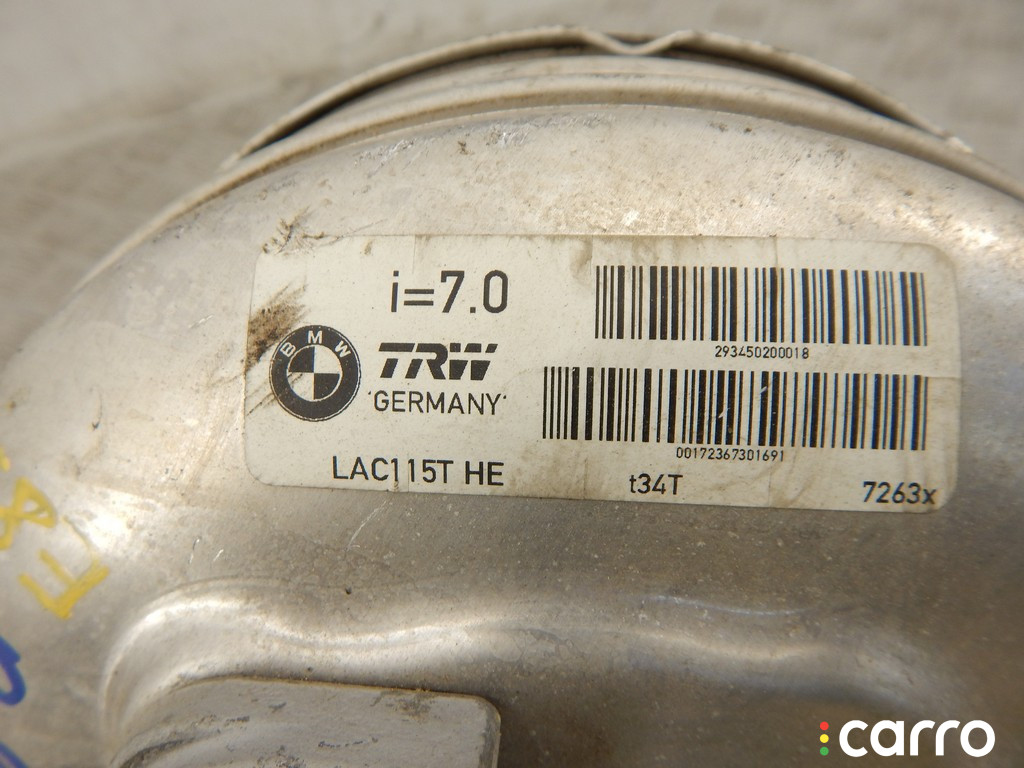 i=7.0
293450200018
BMW
TRW
GERMANY
00172367301691
LAC115T HE
t34T
7263x
carro